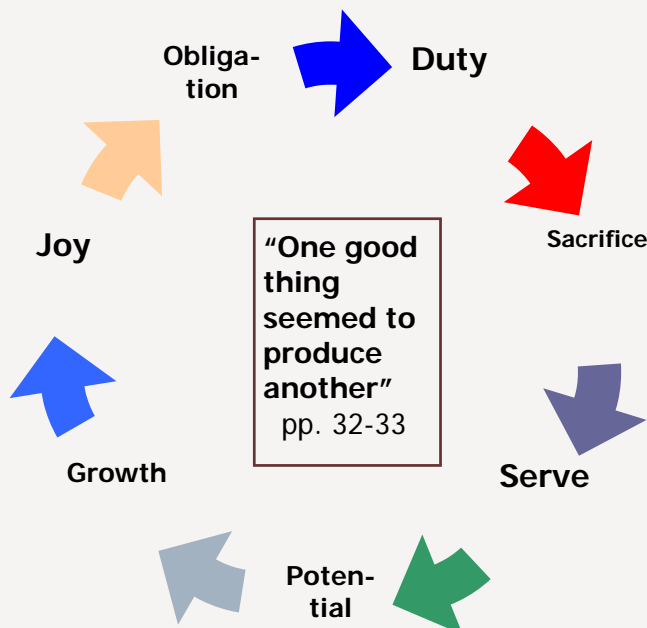 Obliga-
tion
Duty
Sacrifice
Serve
Poten-
tial
Growth
Joy
“One good
thing
seemed to
produce
another”
pp. 32-33